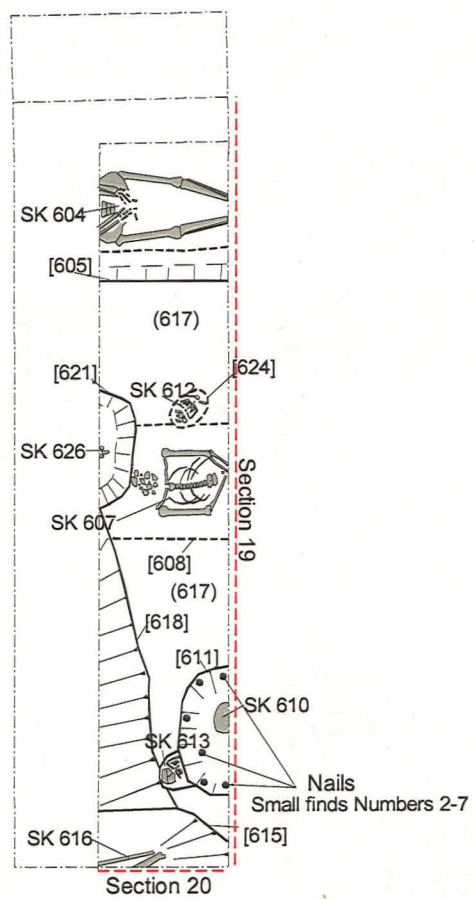 SK 604
[605]
(617)
[621]
SK 612
[624]
SK 626
SK 607
Section 19
[608]
(617)
[618]
[611]
SK 610
SK 613
Nails
Small finds Numbers 2-7
SK 616
[615]
Section 20